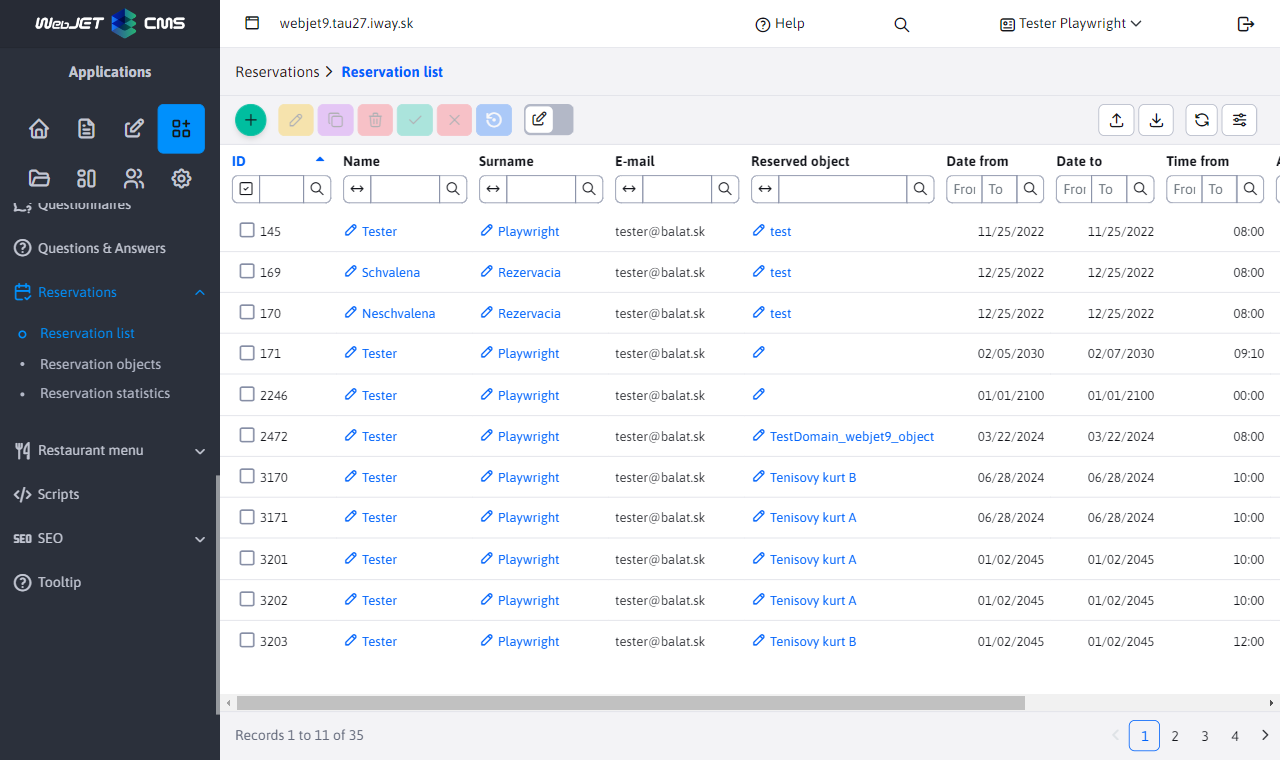 WebJET CMS
webjet9.tau27.iway.sk
Help
Tester Playwright
Applications
Reservations > Reservation list
Questionnaires
Questions & Answers
Reservations
Reservation list
Reservation objects
Reservation statistics
Restaurant menu
Scripts
SEO SEO
Tooltip
ID Name Surname E-mail Reserved object Date from Date to Time from
To To To
145 Tester Playwright tester@balat.sk test 11/25/2022 11/25/2022 08:00
169 Schvalena Rezervacia tester@balat.sk test 12/25/2022 12/25/2022 08:00
170 Neschvalena Rezervacia tester@balat.sk test 12/25/2022 12/25/2022 08:00
171 Tester Playwright tester@balat.sk 02/05/2030 02/07/2030 09:10
2246 Tester Playwright tester@balat.sk 01/01/2100 01/01/2100 00:00
2472 Tester Playwright tester@balat.sk TestDomain_webjet9_object 03/22/2024 03/22/2024 08:00
3170 Tester Playwright tester@balat.sk Tenisovy kurt B 06/28/2024 06/28/2024 10:00
3171 Tester Playwright tester@balat.sk Tenisovy kurt A 06/28/2024 06/28/2024 10:00
3201 Tester Playwright tester@balat.sk Tenisovy kurt A 01/02/2045 01/02/2045 10:00
3202 Tester Playwright tester@balat.sk Tenisovy kurt A 01/02/2045 01/02/2045 10:00
3203 Tester Playwright tester@balat.sk Tenisovy kurt B 01/02/2045 01/02/2045 12:00
Records 1 to 11 of 35
1 2 3 4